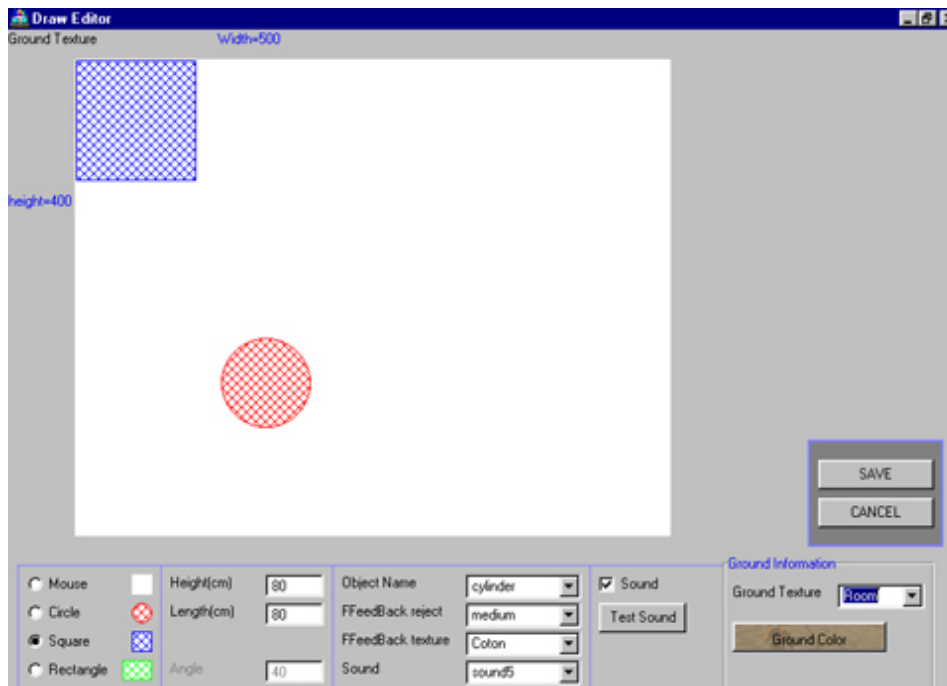 Draw Editor
Ground Texture Width=500
height=400
SAVE
CANCEL
Ground Information
Mouse Height(cm) 80 Object Name cylinder Sound Ground Texture Room
Circle Length(cm) 80 FFeedBack reject medium Test Sound
Square FFeedBack texture Coton Ground Color
Rectangle Angle 40 Sound sound5